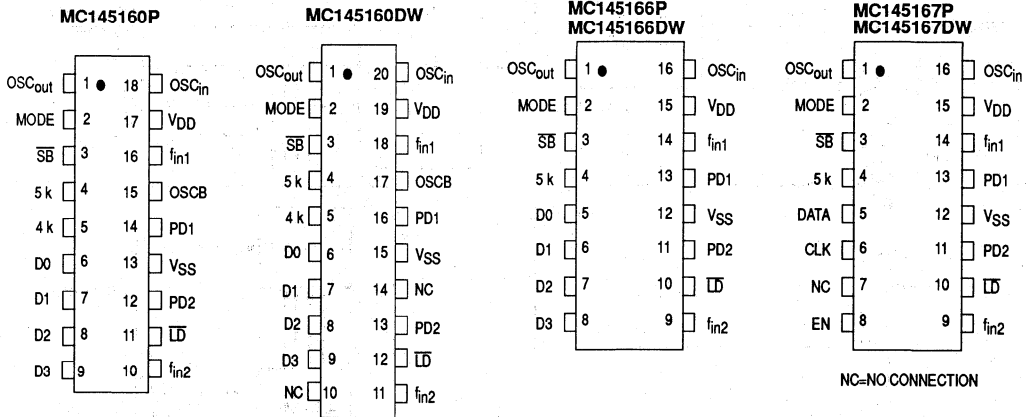 MC145160P
OSCout 1 18 OSCin
MODE 2 17 VDD
SB 3 16 fin1
5 k 4 15 OSCB
4 k 5 14 PD1
D0 6 13 VSS
D1 7 12 PD2
D2 8 11 LD
D3 9 10 fin2
MC145160DW
OSCout 1 20 OSCin
MODE 2 19 VDD
SB 3 18 fin1
5 k 4 17 OSCB
4 k 5 16 PD1
D0 6 15 VSS
D1 7 14 NC
D2 8 13 PD2
D3 9 12 LD
NC 10 11 fin2
MC145166P
MC145166DW
OSCout 1 16 OSCin
MODE 2 15 VDD
SB 3 14 fin1
5 k 4 13 PD1
D0 5 12 VSS
D1 6 11 PD2
D2 7 10 LD
D3 8 9 fin2
MC145167P
MC145167DW
OSCout 1 16 OSCin
MODE 2 15 VDD
SB 3 14 fin1
5 k 4 13 PD1
DATA 5 12 VSS
CLK 6 11 PD2
NC 7 10 LD
EN 8 9 fin2
NC=NO CONNECTION